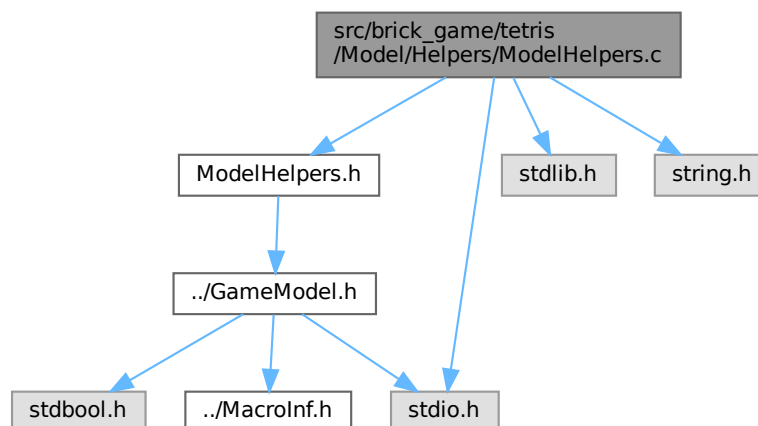 src/brick_game/tetris
/Model/Helpers/ModelHelpers.c
ModelHelpers.h
stdlib.h
string.h
../GameModel.h
stdbool.h
../MacroInf.h
stdio.h